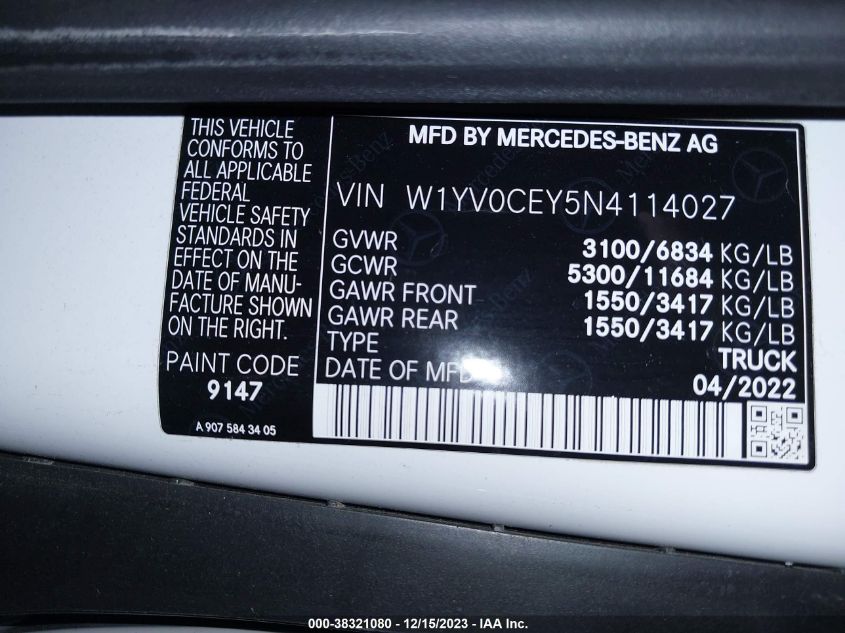 THIS VEHICLE
CONFORMS TO
ALL APPLICABLE
FEDERAL
VEHICLE SAFETY
STANDARDS IN
EFFECT ON THE
DATE OF MANU-
FACTURE SHOWN
ON THE RIGHT.
PAINT CODE
9147
A 907 584 34 05
MFD BY MERCEDES-BENZ AG
VIN W1YV0CEY5N4114027
GVWR 3100/6834 KG/LB
GCWR 5300/11684 KG/LB
GAWR FRONT 1550/3417 KG/LB
GAWR REAR 1550/3417 KG/LB
TYPE TRUCK
DATE OF MFD 04/2022
000-38321080 - 12/15/2023 - IAA Inc.